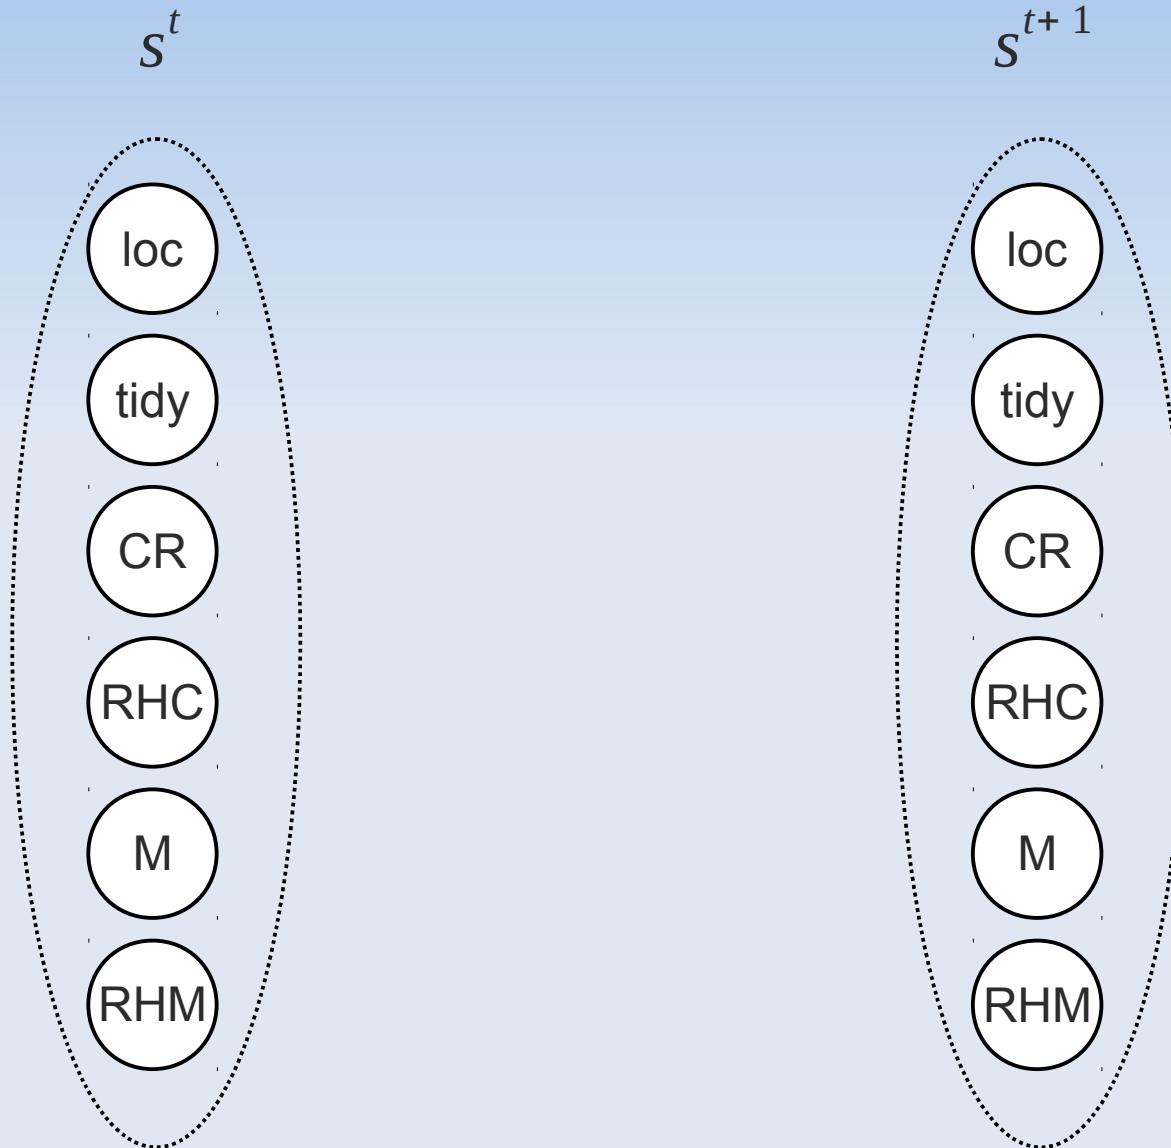 s^t s^{t+1}
loc loc
tidy tidy
CR CR
RHC RHC
M M
RHM RHM